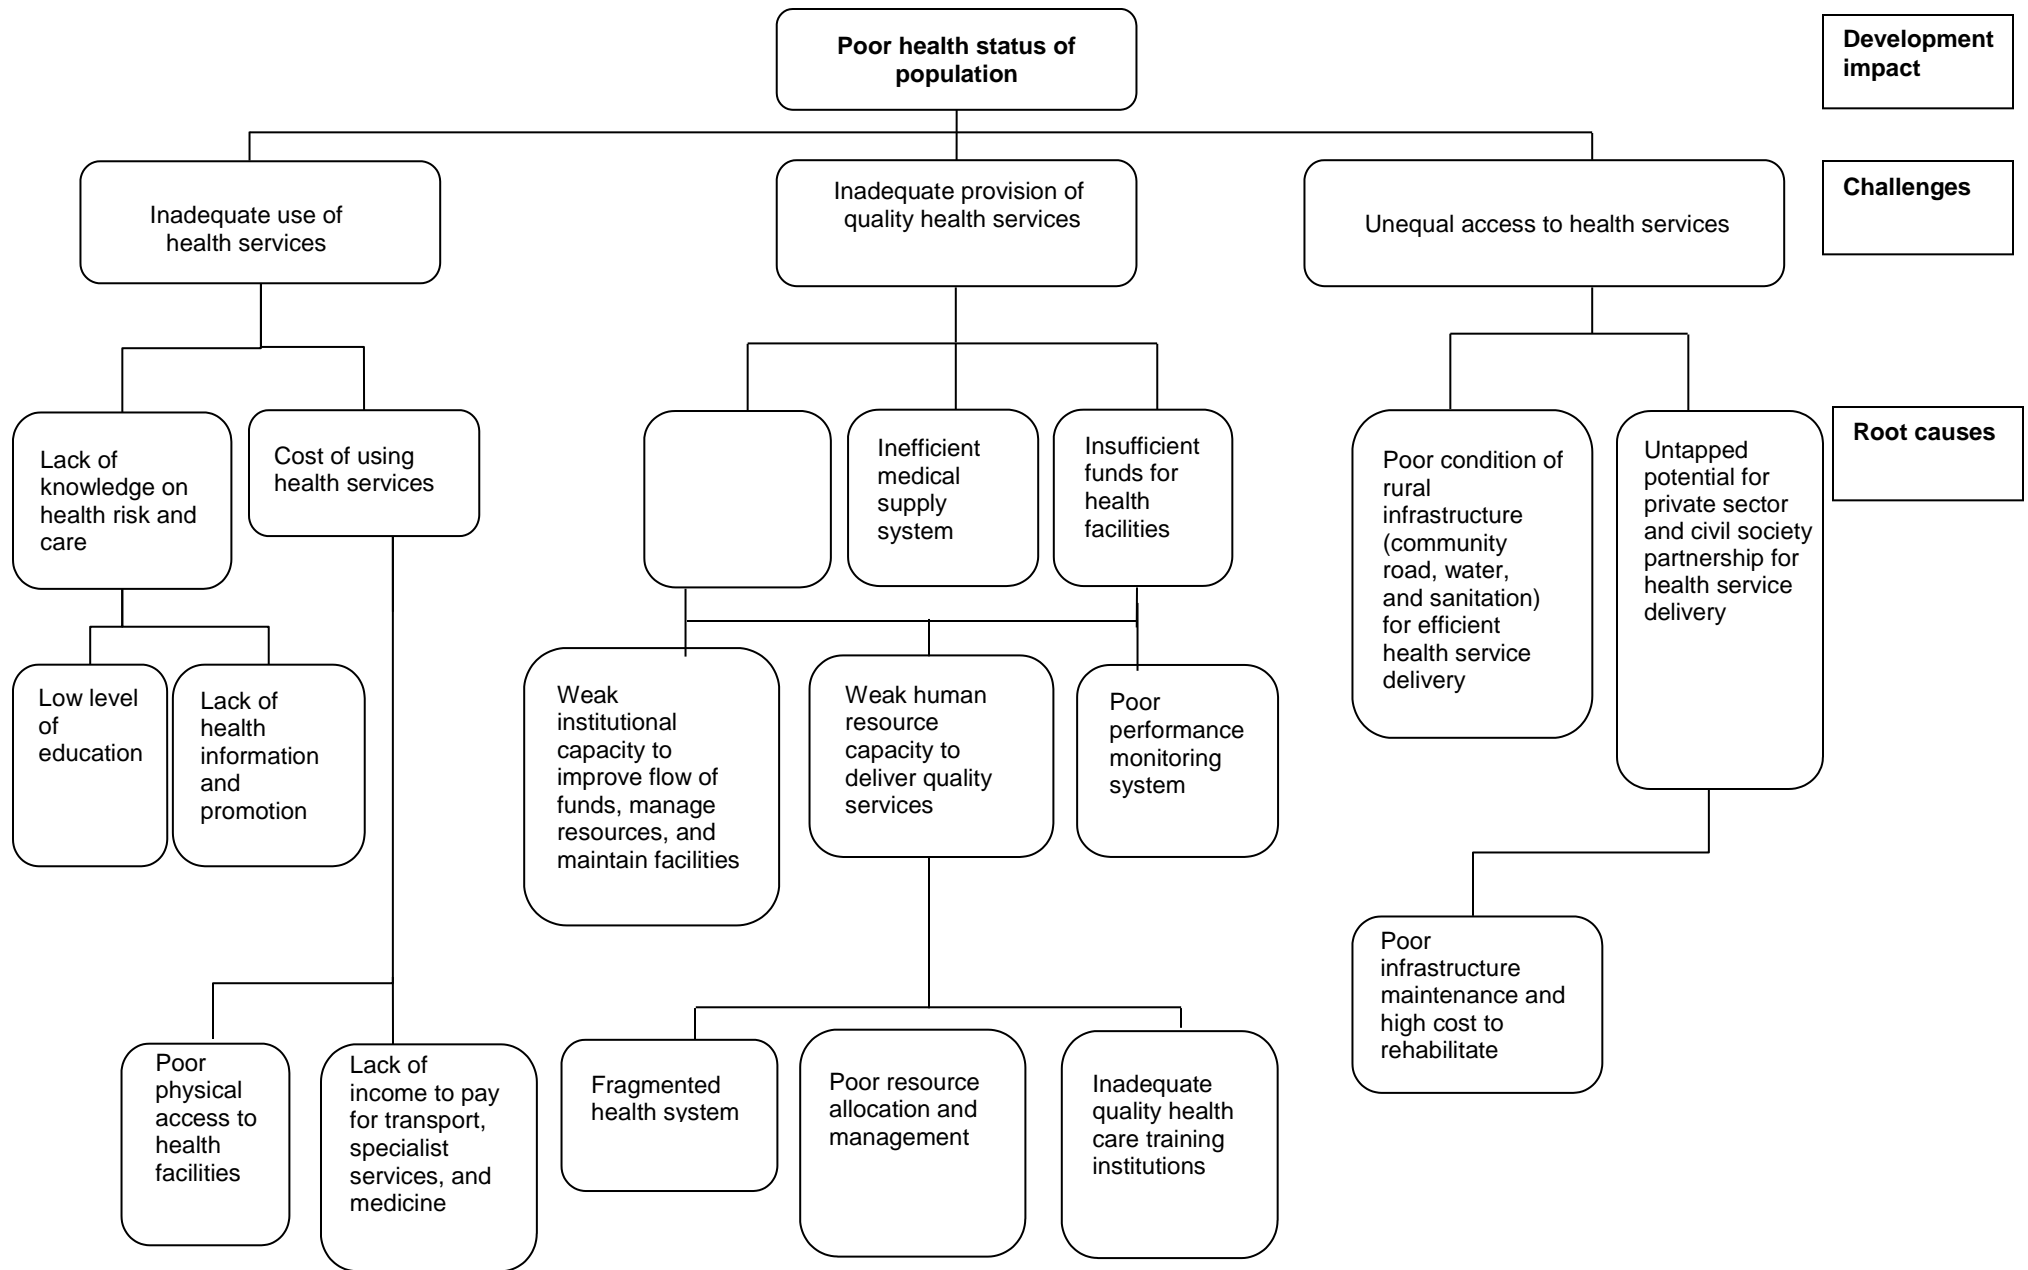 Poor health status of
population
Development
impact
Inadequate use of
health services
Inadequate provision of
quality health services
Unequal access to health services
Challenges
Lack of
knowledge on
health risk and
care
Cost of using
health services
Inefficient
medical
supply
system
Insufficient
funds for
health
facilities
Poor condition of
rural
infrastructure
(community
road, water,
and sanitation)
for efficient
health service
delivery
Untapped
potential for
private sector
and civil society
partnership for
health service
delivery
Root causes
Low level
of
education
Lack of
health
information
and
promotion
Weak
institutional
capacity to
improve flow of
funds, manage
resources, and
maintain facilities
Weak human
resource
capacity to
deliver quality
services
Poor
performance
monitoring
system
Poor
infrastructure
maintenance and
high cost to
rehabilitate
Poor
physical
access to
health
facilities
Lack of
income to pay
for transport,
specialist
services, and
medicine
Fragmented
health system
Poor resource
allocation and
management
Inadequate
quality health
care training
institutions